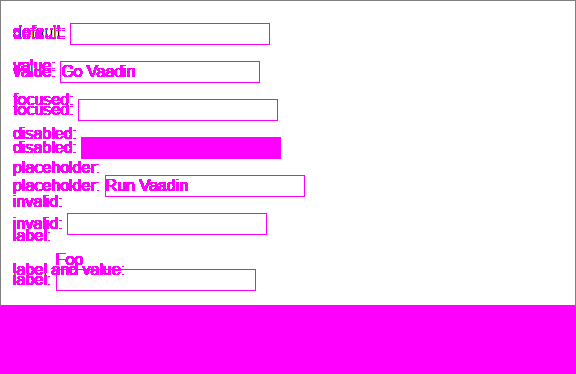 default:
value:
value: Go Vaadin
focused:
focused:
disabled:
disabled:
placeholder:
placeholder: Run Vaadin
invalid:
invalid:
label:
Foo
label and value:
label: